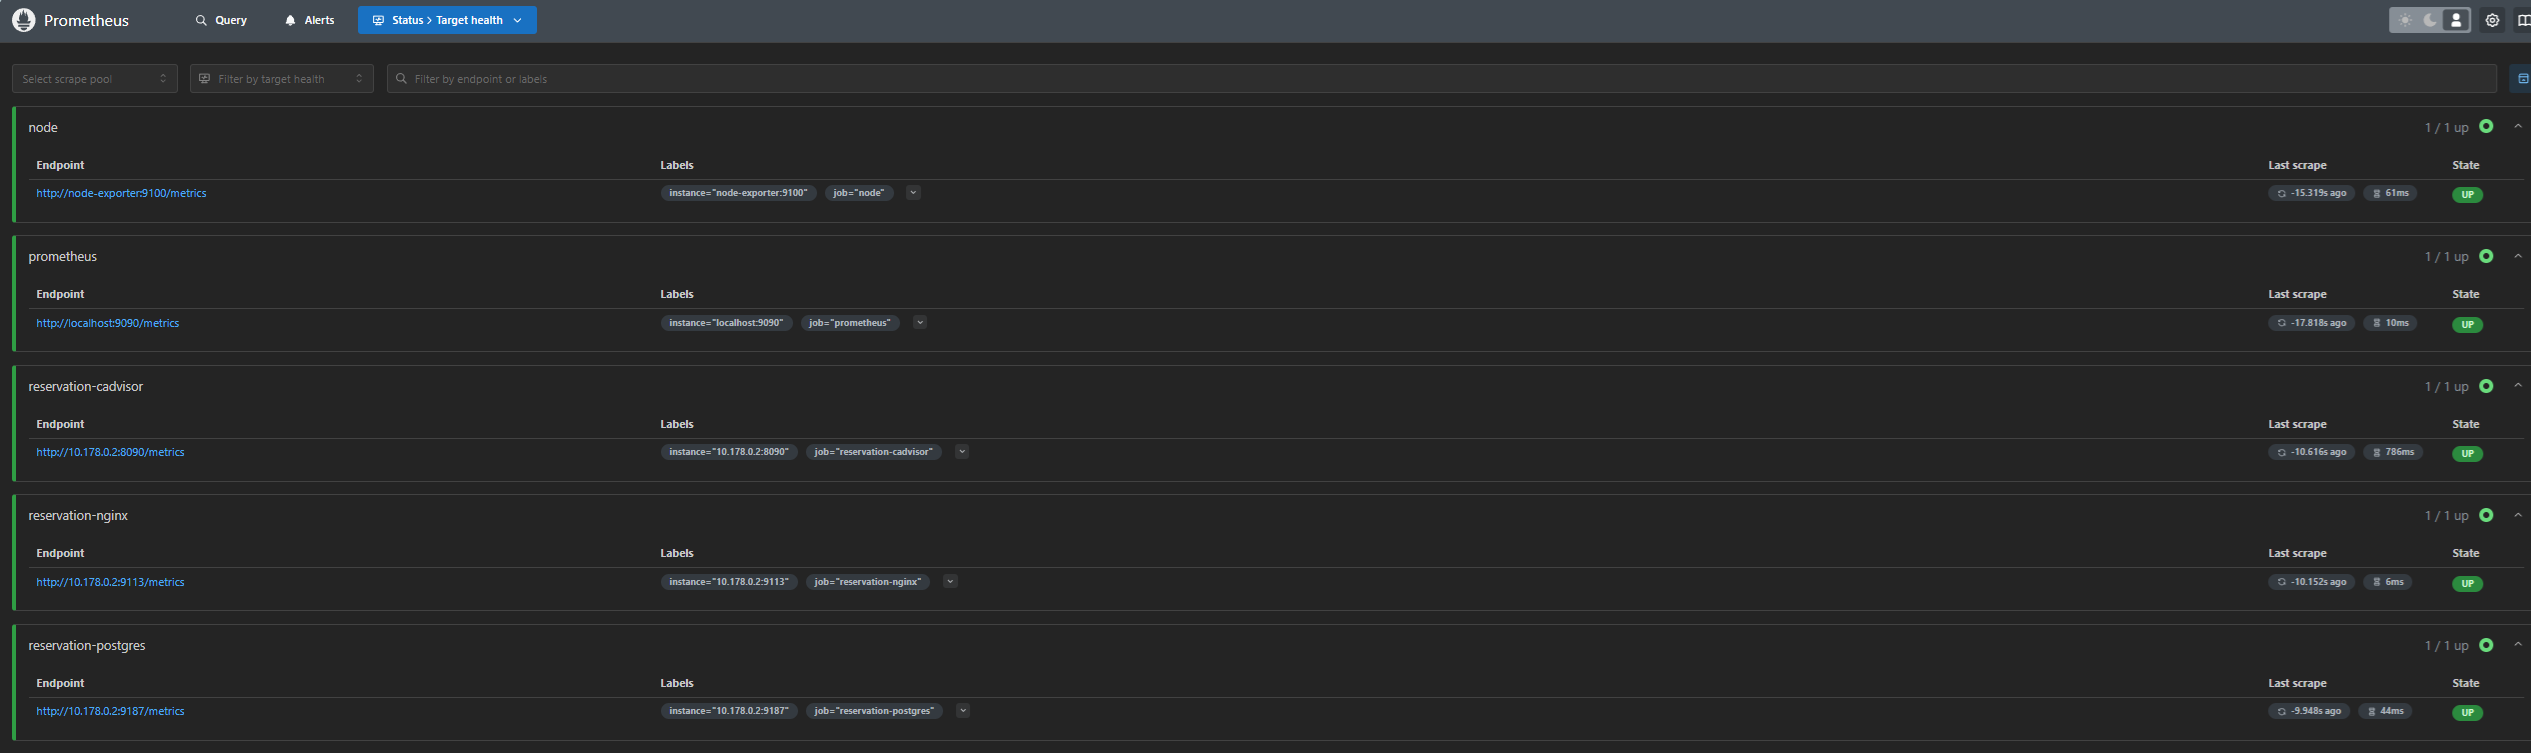 Prometheus Query Alerts Status > Target health
Select scrape pool Filter by target health Filter by endpoint or labels
node 1 / 1 up
Endpoint Labels Last scrape State
http://node-exporter:9100/metrics instance="node-exporter:9100" job="node" -15.319s ago 61ms UP
prometheus 1 / 1 up
Endpoint Labels Last scrape State
http://localhost:9090/metrics instance="localhost:9090" job="prometheus" -17.818s ago 10ms UP
reservation-cadvisor 1 / 1 up
Endpoint Labels Last scrape State
http://10.178.0.2:8090/metrics instance="10.178.0.2:8090" job="reservation-cadvisor" -10.616s ago 786ms UP
reservation-nginx 1 / 1 up
Endpoint Labels Last scrape State
http://10.178.0.2:9113/metrics instance="10.178.0.2:9113" job="reservation-nginx" -10.152s ago 6ms UP
reservation-postgres 1 / 1 up
Endpoint Labels Last scrape State
http://10.178.0.2:9187/metrics instance="10.178.0.2:9187" job="reservation-postgres" -9.948s ago 44ms UP